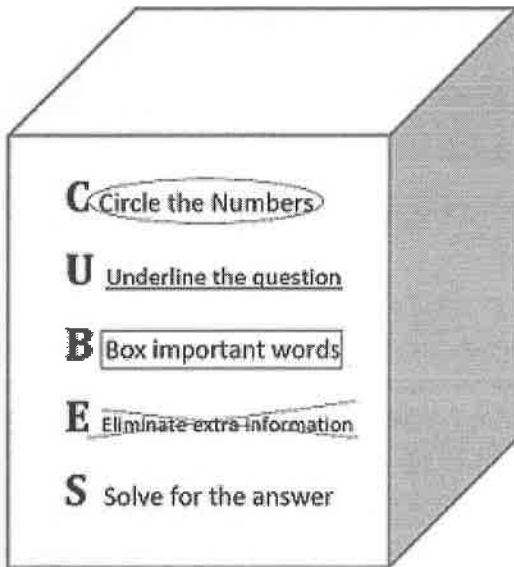 C Circle the Numbers
U Underline the question
B Box important words
E Eliminate extra information
S Solve for the answer